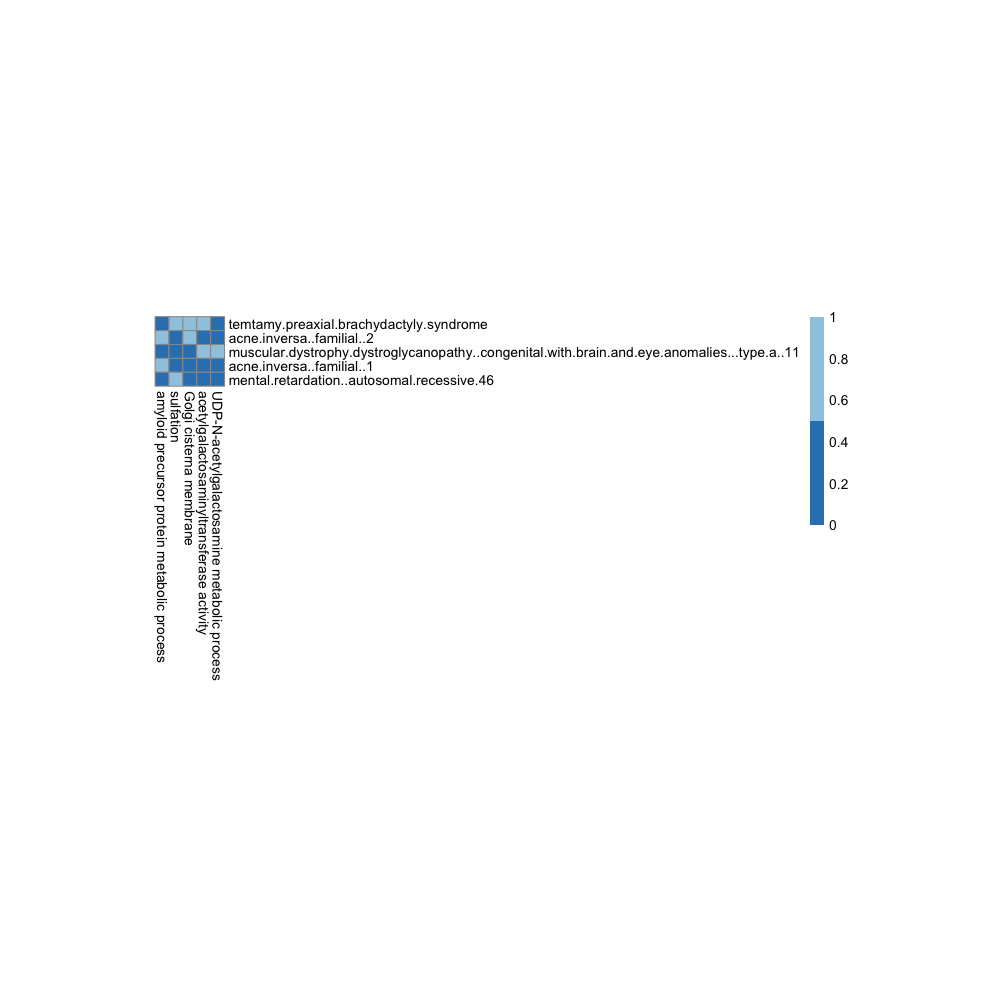 temtamy.preaxial.brachydactyly.syndrome
acne.inversa..familial..2
muscular.dystrophy.dystroglycanopathy..congenital.with.brain.and.eye.anomalies...type.a..11
acne.inversa..familial..1
mental.retardation..autosomal.recessive.46
amyloid precursor protein metabolic process
sulfation
Golgi cisterna membrane
acetylgalactosaminyltransferase activity
UDP-N-acetylgalactosamine metabolic process
1
0.8
0.6
0.4
0.2
0